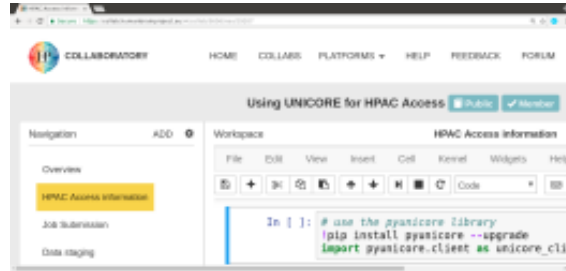 COLLABORATORY HOME COLLABS PLATFORMS HELP FEEDBACK FORUM
Using UNICORE for HPAC Access Public Member
Navigation ADD Workspace HPAC Access Information
File Edit View Insert Cell Kernel Widgets Help
Overview
Code
HPAC Access information
Job Submission
In [ ]: # use the pyunicore library
!pip install pyunicore --upgrade
Data staging
import pyunicore.client as unicore_cli